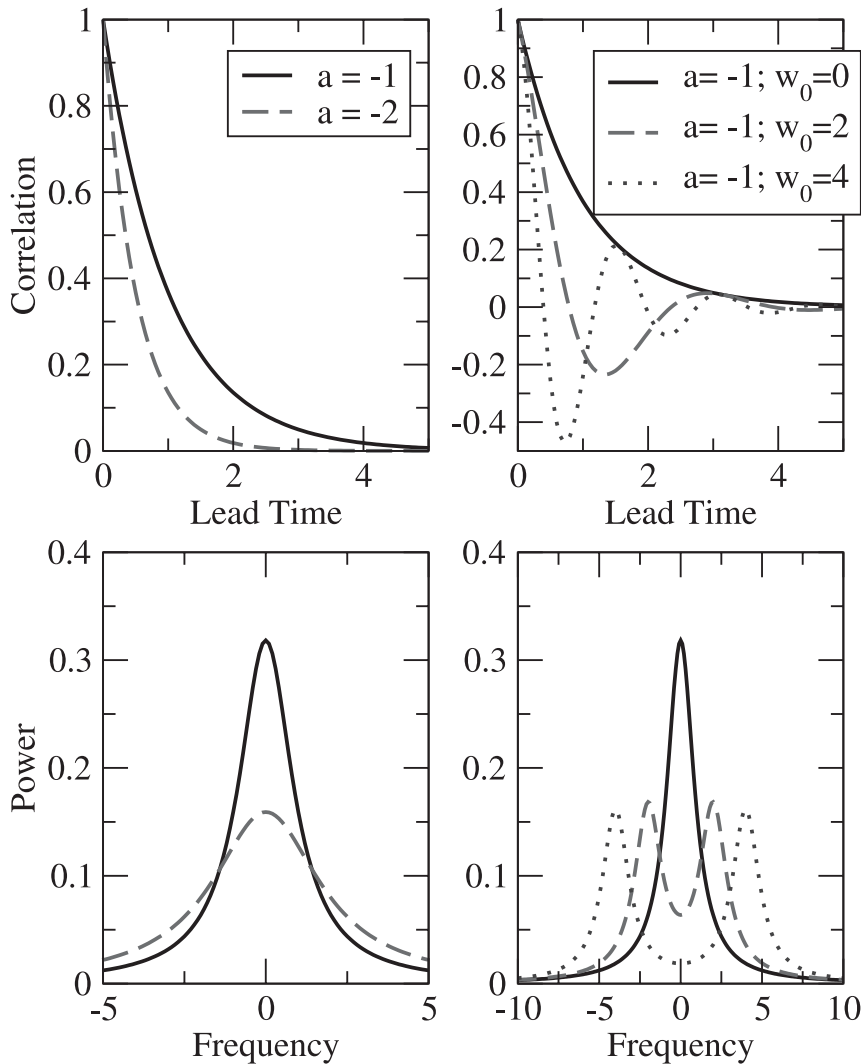 1
0.8
0.6
0.4
0.2
0
Correlation
a = -1
a = -2
0 2 4
Lead Time
1
0.8
0.6
0.4
0.2
0
-0.2
-0.4
a= -1; w0=0
a= -1; w0=2
a= -1; w0=4
0 2 4
Lead Time
0.4
0.3
0.2
0.1
0
Power
-5 0 5
Frequency
0.4
0.3
0.2
0.1
0
-10 -5 0 5 10
Frequency